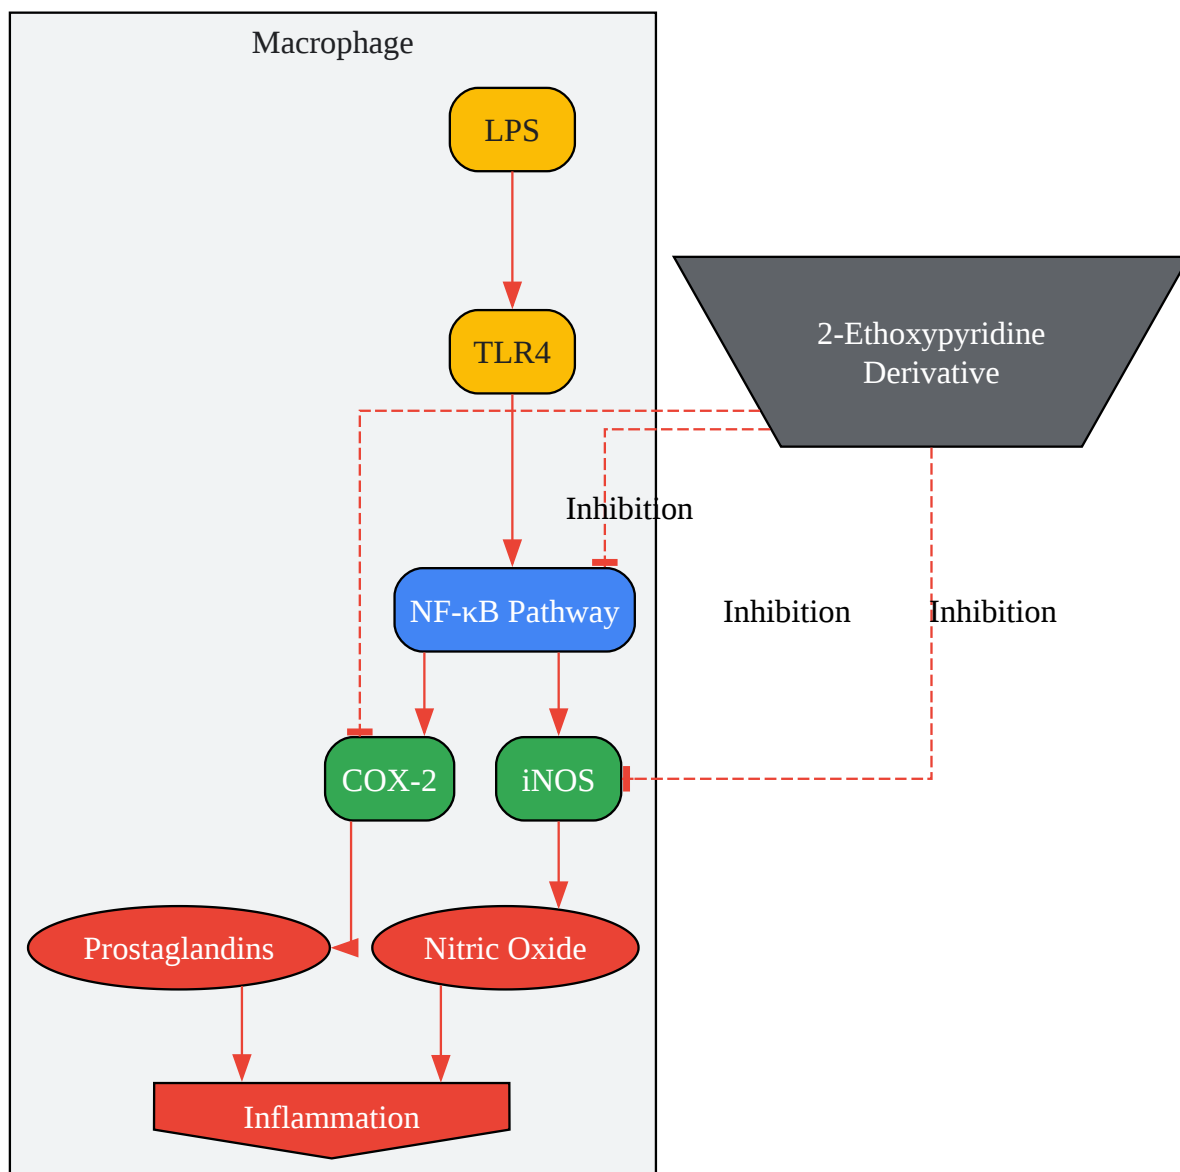 Macrophage
LPS
TLR4
2-Ethoxypyridine
Derivative
Inhibition
NF-κB Pathway
Inhibition
Inhibition
COX-2
iNOS
Prostaglandins
Nitric Oxide
Inflammation